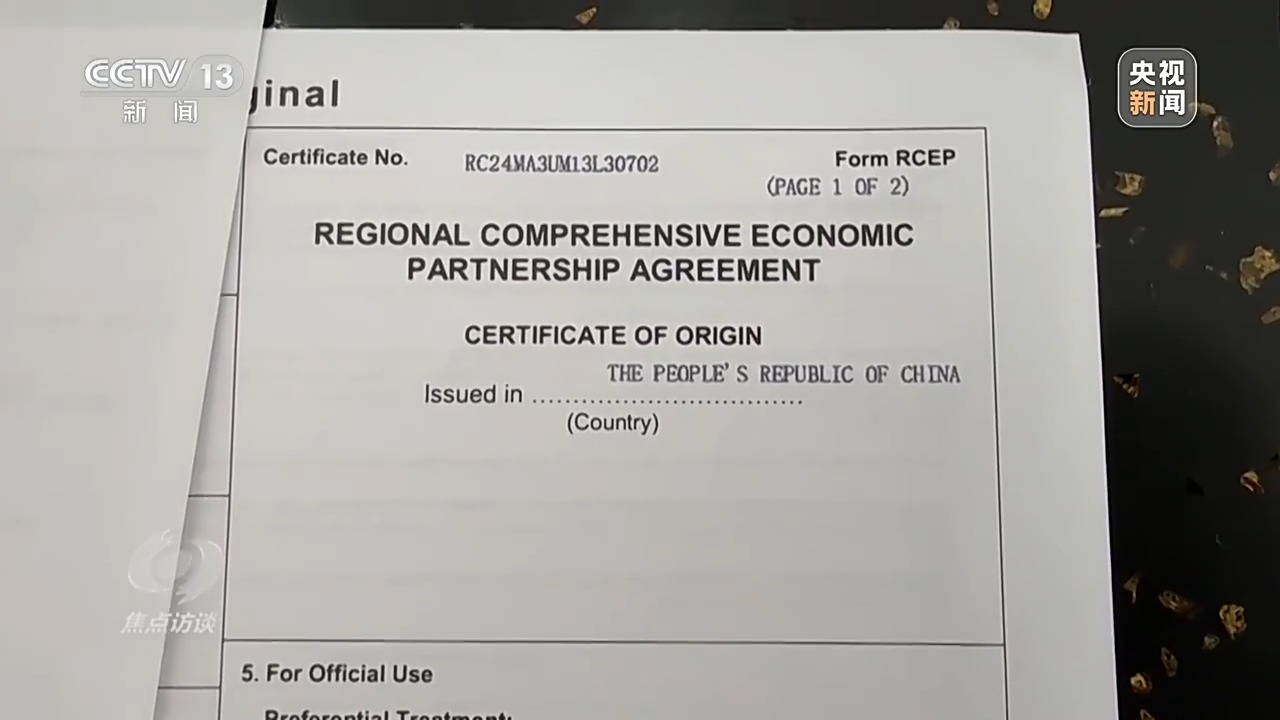 CCTV 13
新闻
央视
新闻
ginal
Certificate No. RC24MA3UM13L30702 Form RCEP
(PAGE 1 OF 2)
REGIONAL COMPREHENSIVE ECONOMIC
PARTNERSHIP AGREEMENT
CERTIFICATE OF ORIGIN
THE PEOPLE'S REPUBLIC OF CHINA
Issued in .................................
(Country)
焦点访谈
5. For Official Use
Preferential Treatment: